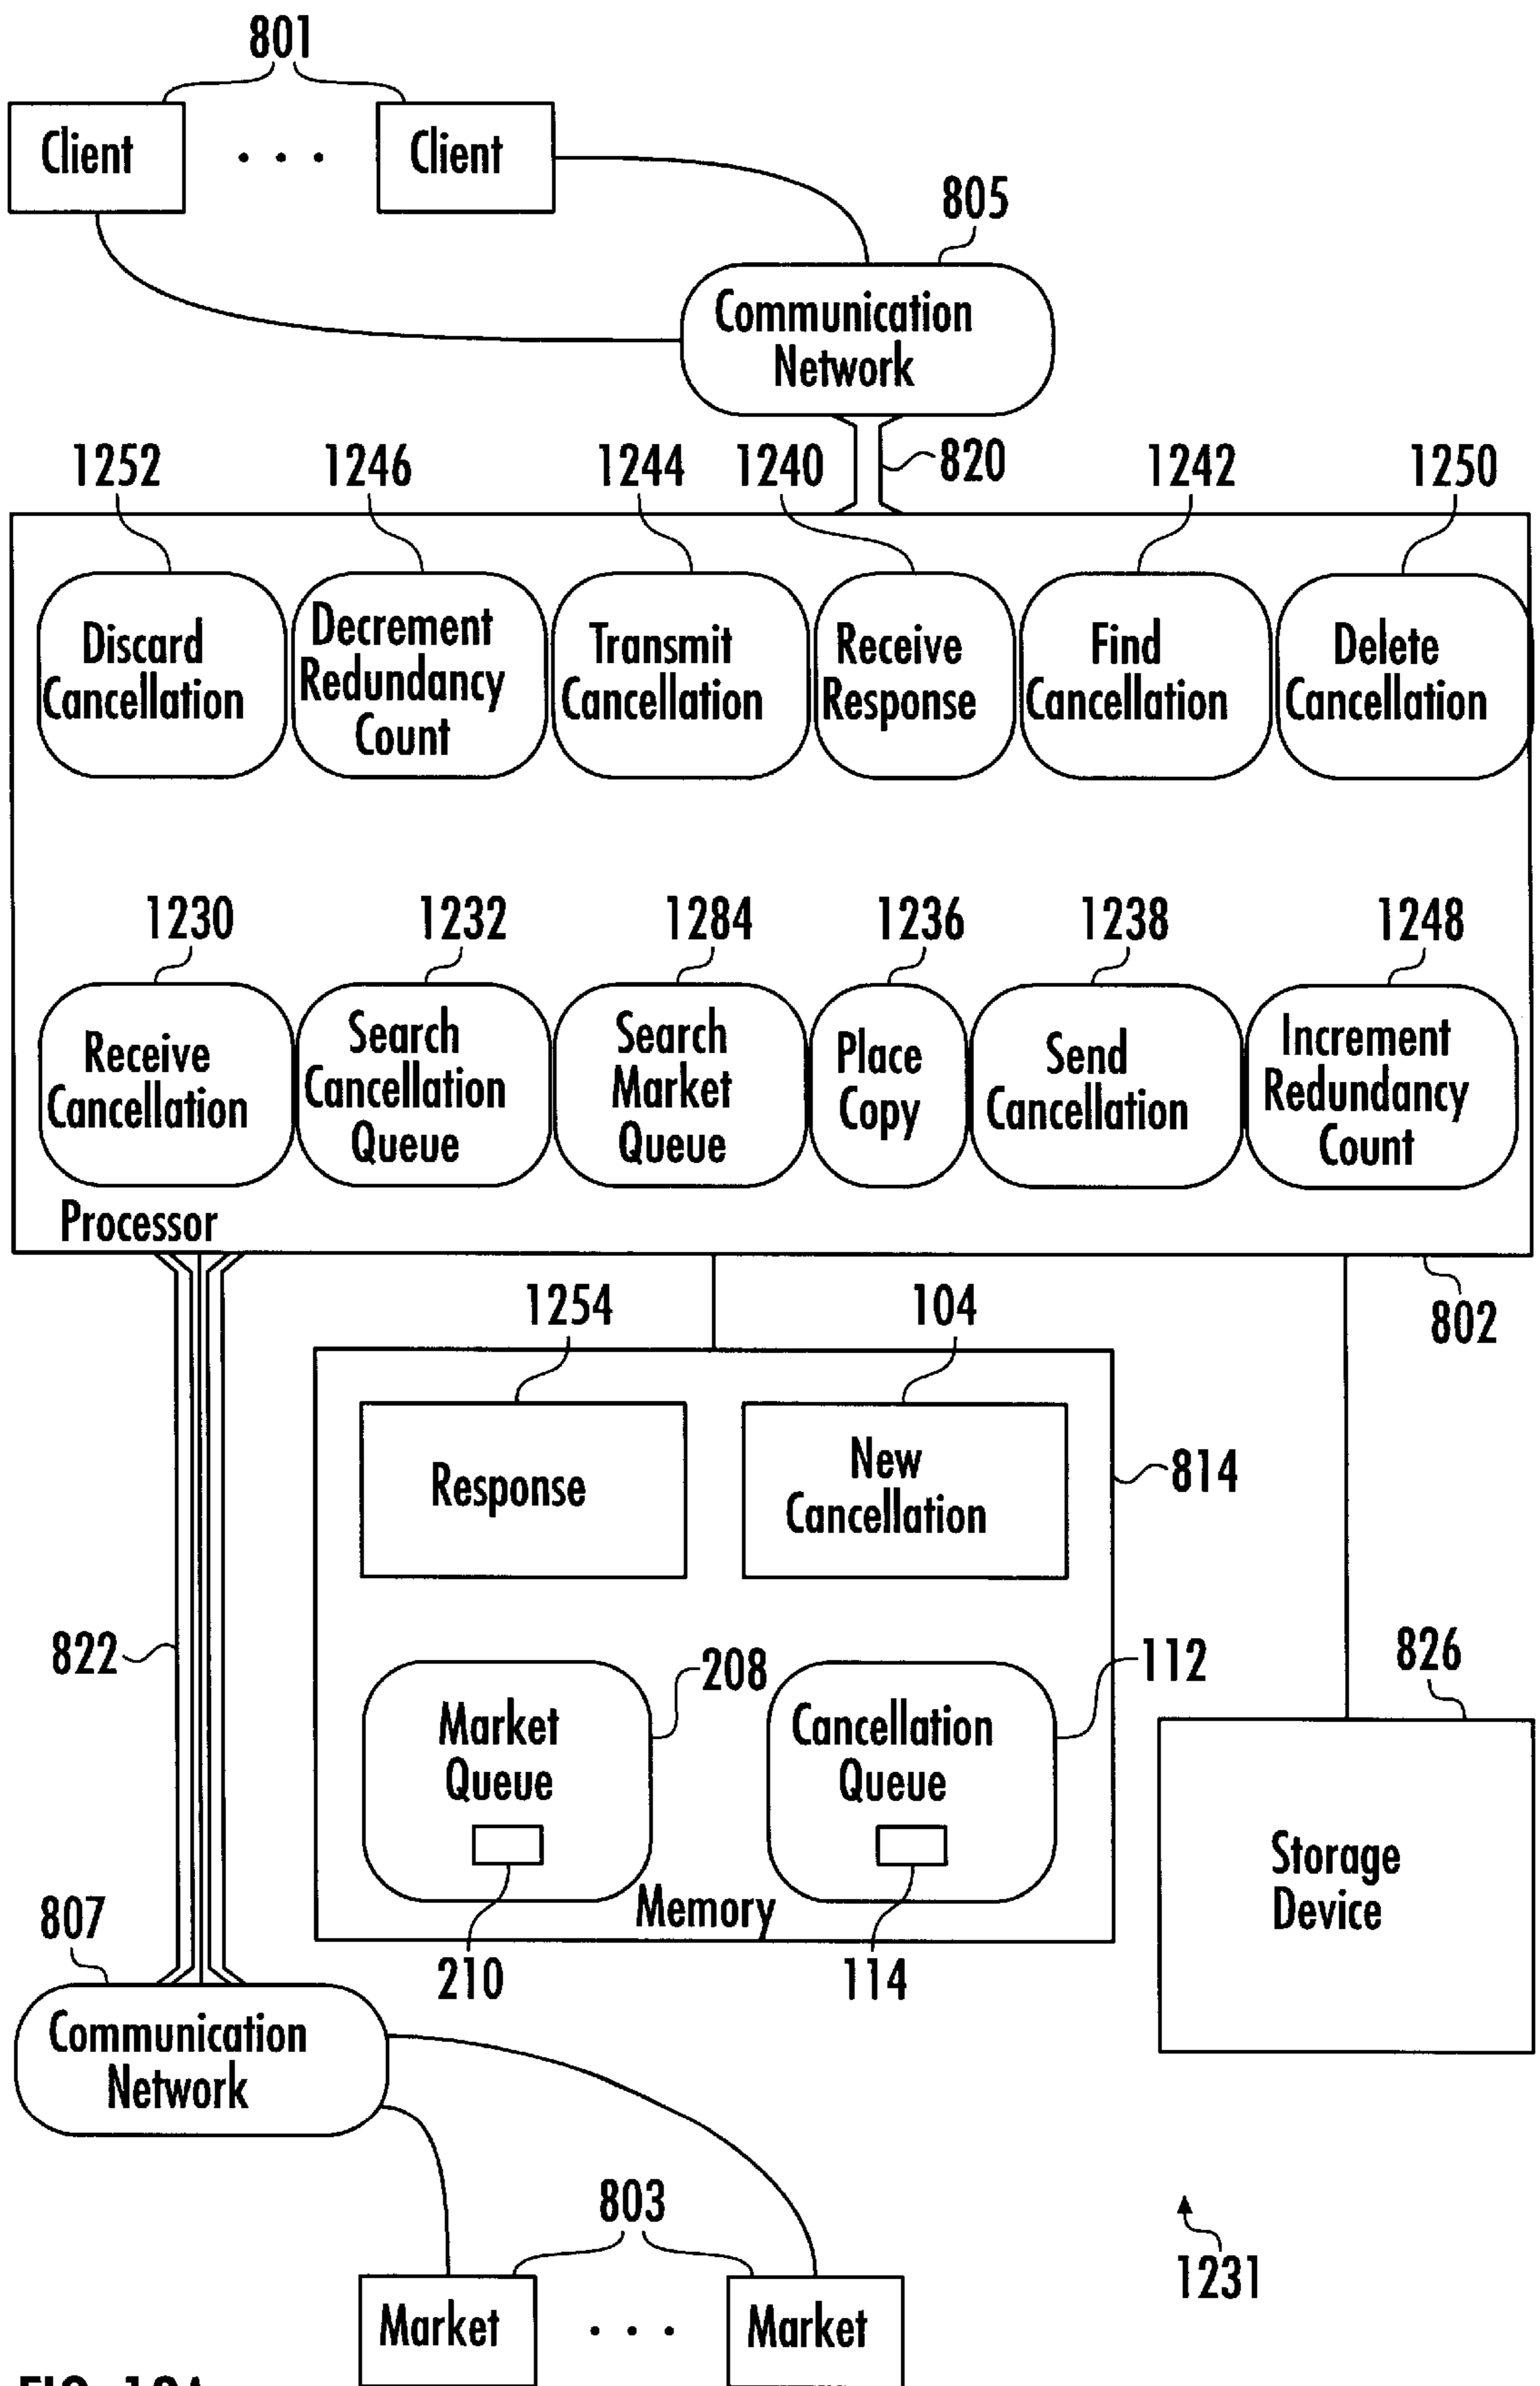 801
Client
. . .
Client
805
Communication
Network
1252
1246
1244
1240
820
1242
1250
Discard
Cancellation
Decrement
Redundancy
Count
Transmit
Cancellation
Receive
Response
Find
Cancellation
Delete
Cancellation
1230
1232
1284
1236
1238
1248
Receive
Cancellation
Search
Cancellation
Queue
Search
Market
Queue
Place
Copy
Send
Cancellation
Increment
Redundancy
Count
Processor
802
1254
104
Response
New
Cancellation
814
822
208
112
826
Market
Queue
Cancellation
Queue
Storage
Device
Memory
210
114
807
Communication
Network
803
1231
Market
. . .
Market